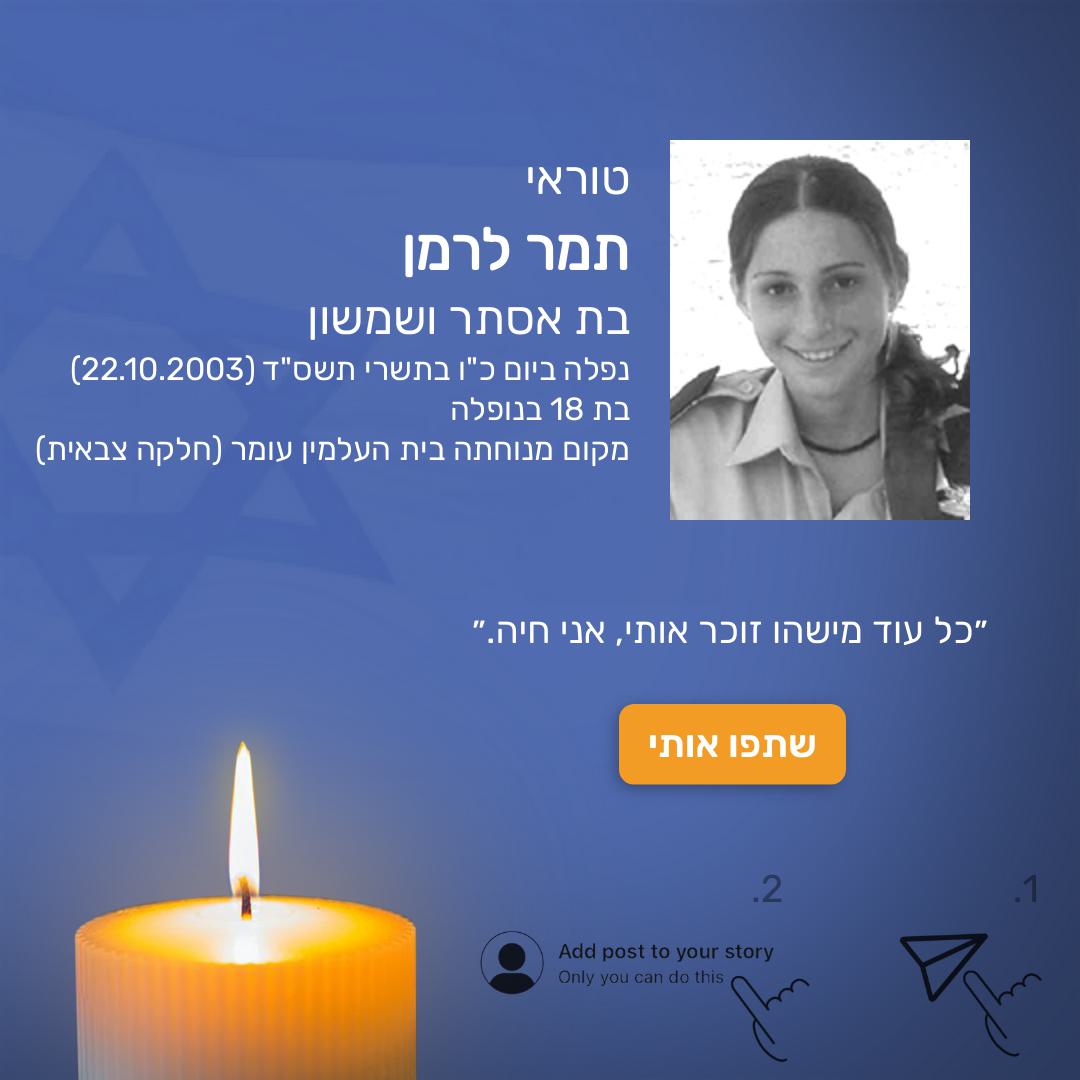 טוראי
תמר לרמן
בת אסתר ושמשון
נפלה ביום כ"ו בתשרי תשס"ד (22.10.2003)
בת 18 בנופלה
מקום מנוחתה בית העלמין עומר (חלקה צבאית)
״כל עוד מישהו זוכר אותי, אני חיה.״
שתפו אותי
.1
.2
Add post to your story
Only you can do this